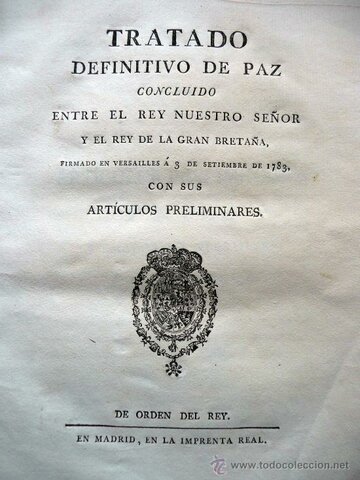 TRATADO
DEFINITIVO DE PAZ
CONCLUIDO
ENTRE EL REY NUESTRO SEÑOR
Y EL REY DE LA GRAN BRETAÑA,
FIRMADO EN VERSAILLES Á 3 DE SETIEMBRE DE 1783,
CON SUS
ARTÍCULOS PRELIMINARES.
DE ORDEN DEL REY.
EN MADRID, EN LA IMPRENTA REAL.
www.todocoleccion.net